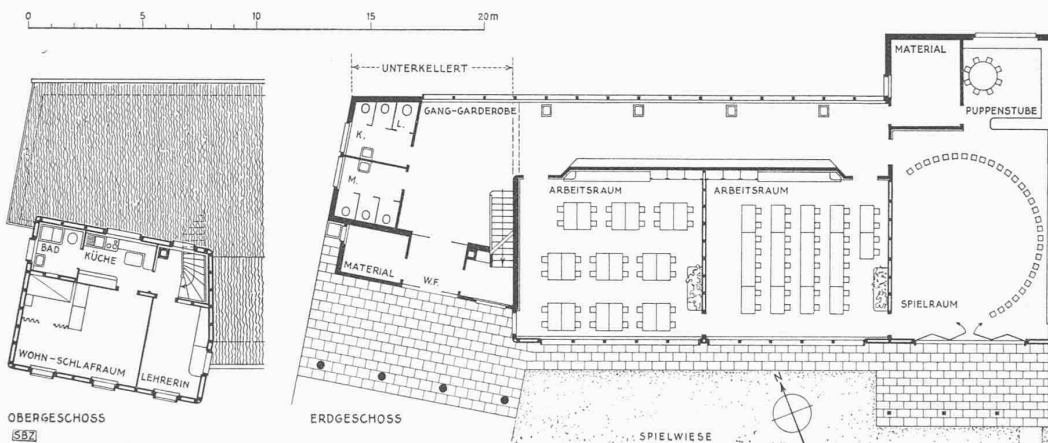 0 5 10 15 20 m
UNTERKELLERT
MATERIAL
PUPPENSTUBE
GANG-GARDEROBE
K.
L.
M.
ARBEITSRAUM
ARBEITSRAUM
BAD
KÜCHE
MATERIAL
W.F.
SPIELRAUM
WOHN-SCHLAFRAUM
LEHRERIN
OBERGESCHOSS
ERDGESCHOSS
N
SPIELWIESE
SBZ